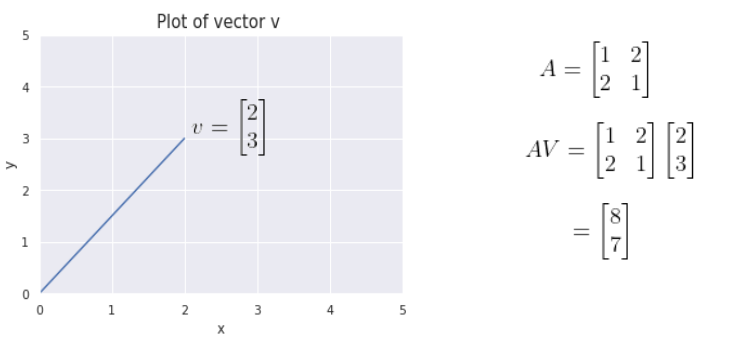 Plot of vector v
5
4
3
2
1
0
y
0 1 2 3 4 5
x
v = [2 3]
A = [1 2
2 1]
AV = [1 2
2 1] [2
3]
= [8
7]